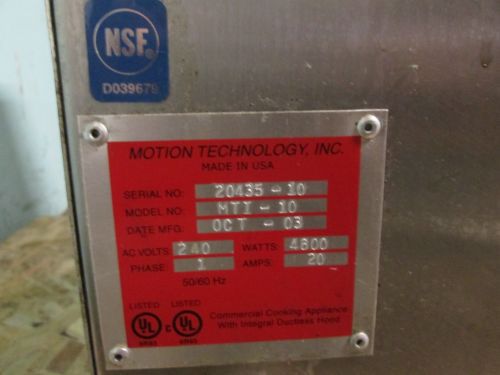 NSF®
D039679
MOTION TECHNOLOGY, INC.
MADE IN USA
SERIAL NO: 20435-10
MODEL NO: MTI-10
DATE MFG: OCT-03
AC VOLTS: 240 WATTS: 4800
PHASE: 1 AMPS: 20
50/60 Hz
LISTED LISTED
UL ® C UL ®
Commercial Cooking Appliance
With Integral Ductless Hood